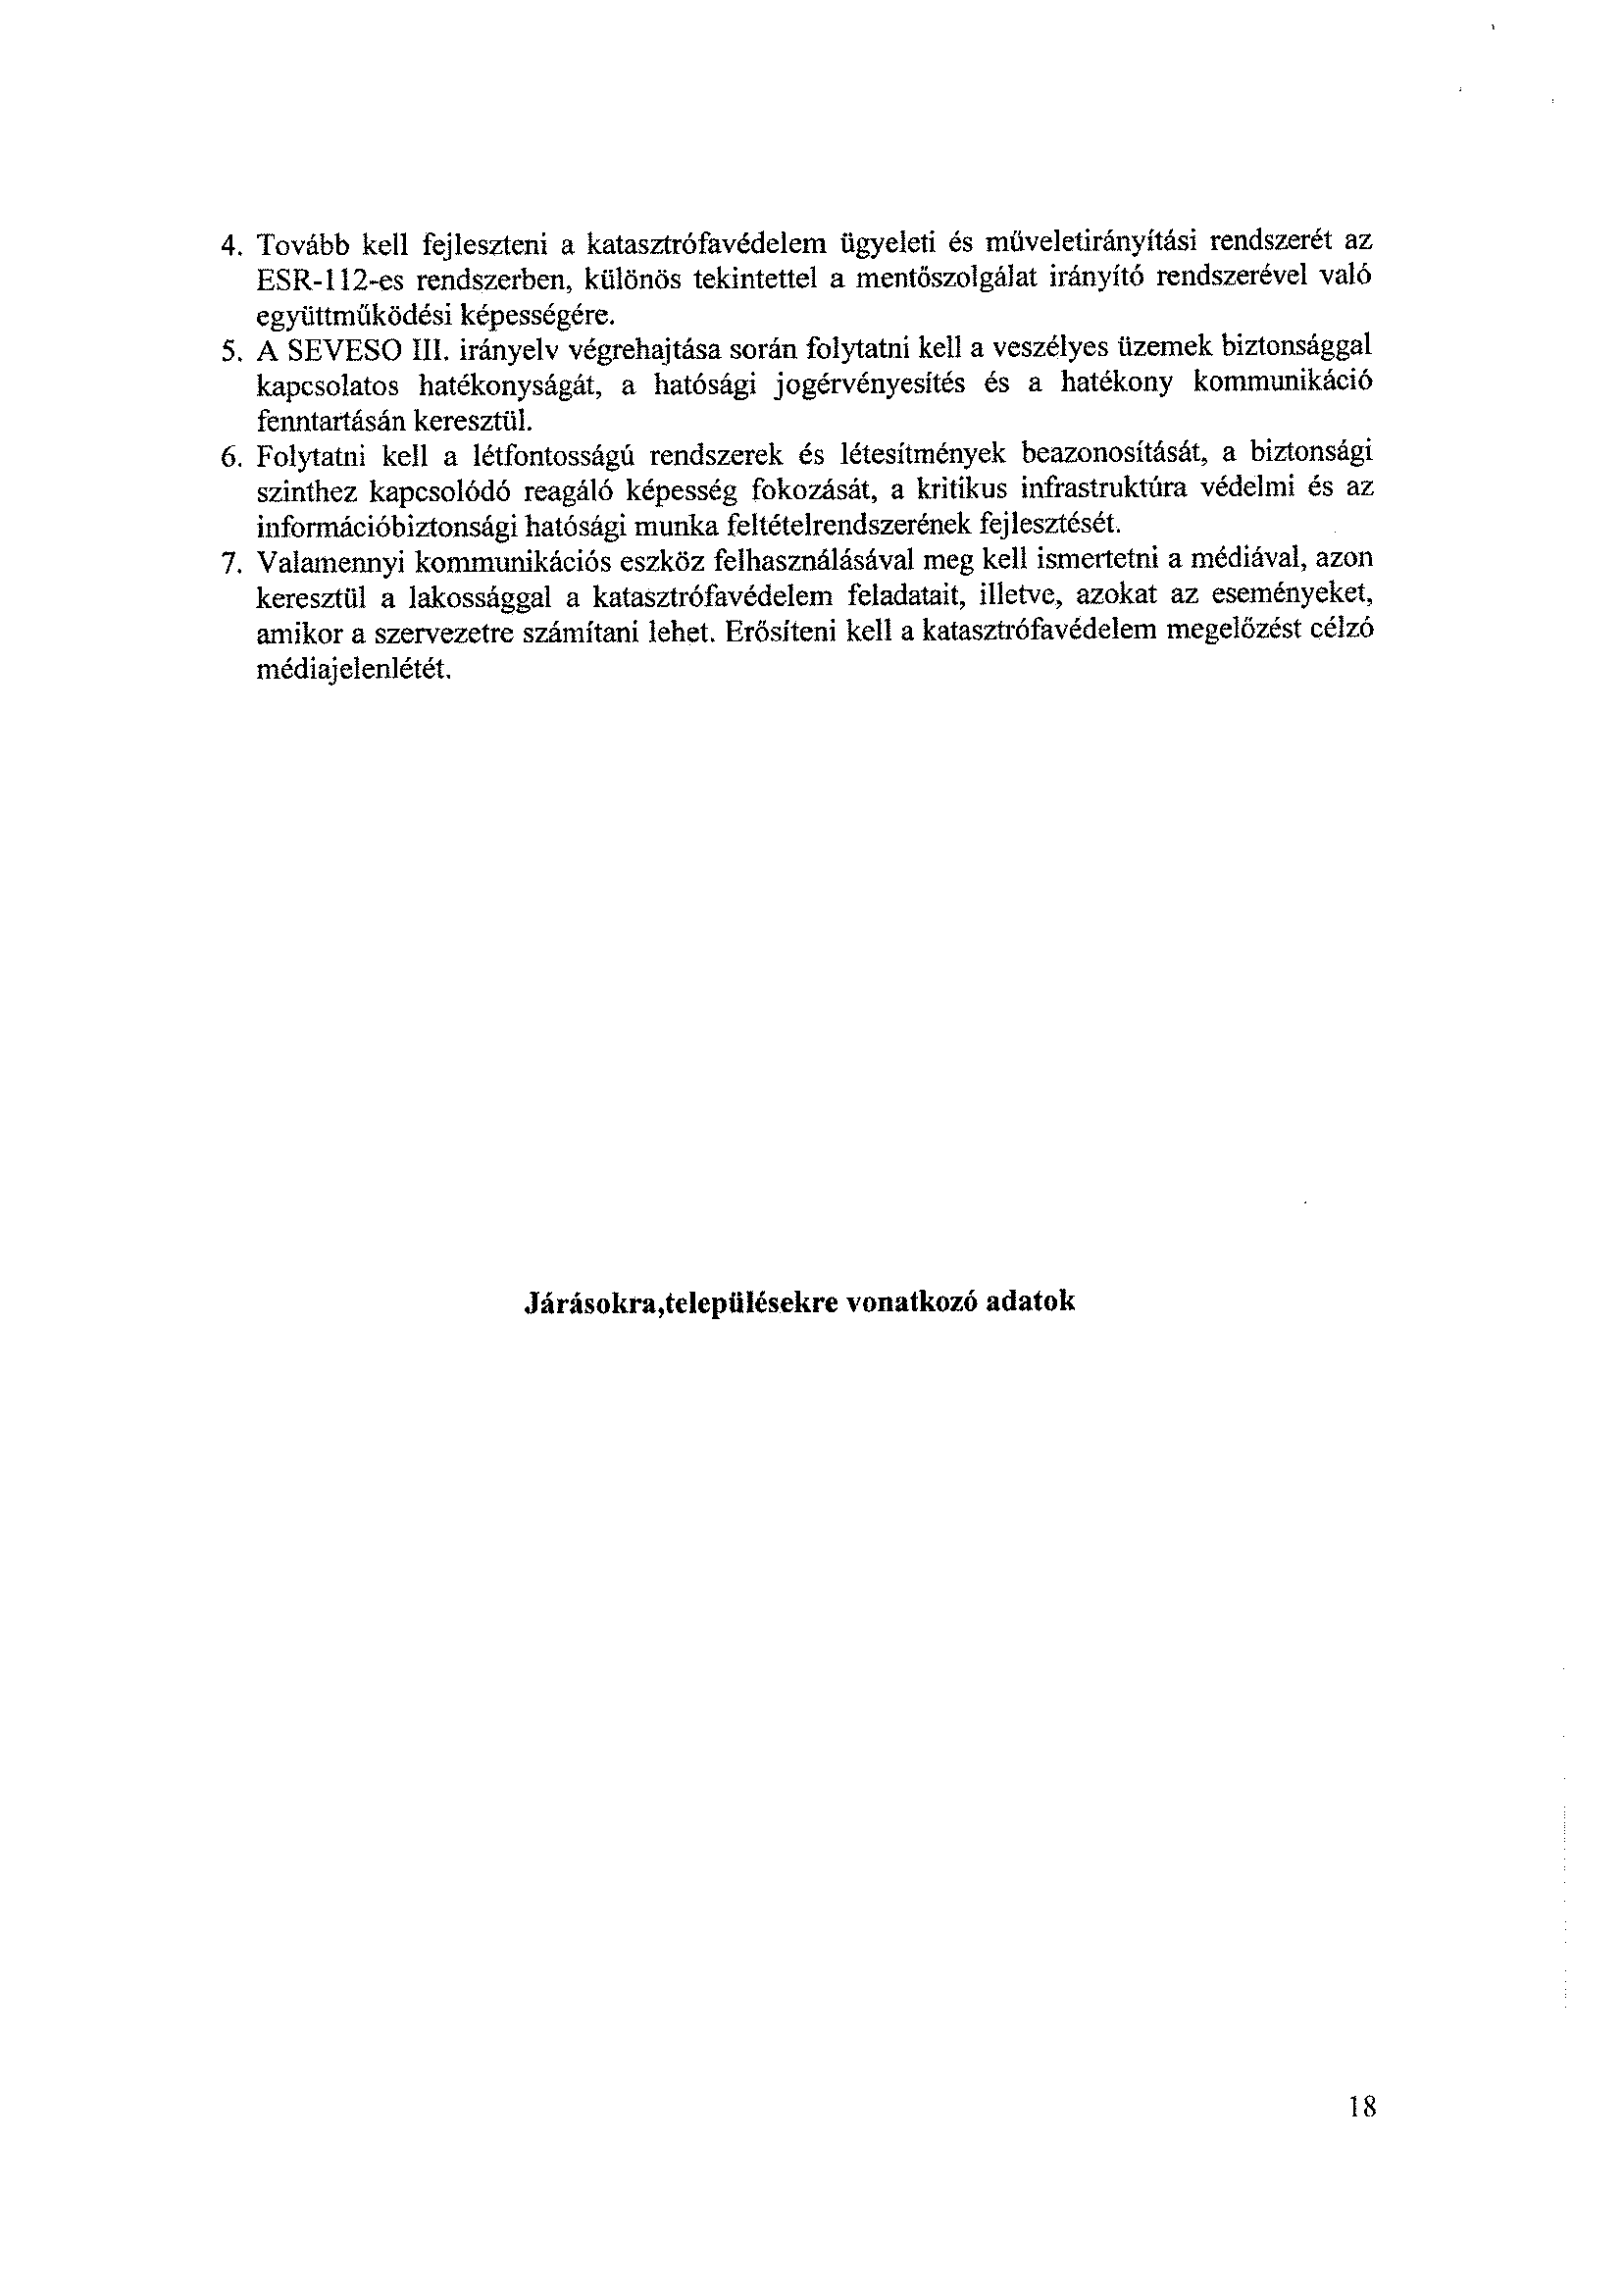 4. Tovább kell fejleszteni a katasztrófavédelem ügyeleti és műveletirányítási rendszerét az
ESR-112-es rendszerben, különös tekintettel a mentőszolgálat irányító rendszerével való
együttműködési képességére.
5. A SEVESO III. irányelv végrehajtása során folytatni kell a veszélyes üzemek biztonsággal
kapcsolatos hatékonyságát, a hatósági jogérvényesítés és a hatékony kommunikáció
fenntartásán keresztül.
6. Folytatni kell a létfontosságú rendszerek és létesítmények beazonosítását, a biztonsági
szinthez kapcsolódó reagáló képesség fokozását, a kritikus infrastruktúra védelmi és az
információbiztonsági hatósági munka feltételrendszerének fejlesztését.
7. Valamennyi kommunikációs eszköz felhasználásával meg kell ismertetni a médiával, azon
keresztül a lakossággal a katasztrófavédelem feladatait, illetve, azokat az eseményeket,
amikor a szervezetre számítani lehet. Erősíteni kell a katasztrófavédelem megelőzést célzó
médiajelenlétét.
Járásokra,településekre vonatkozó adatok
18